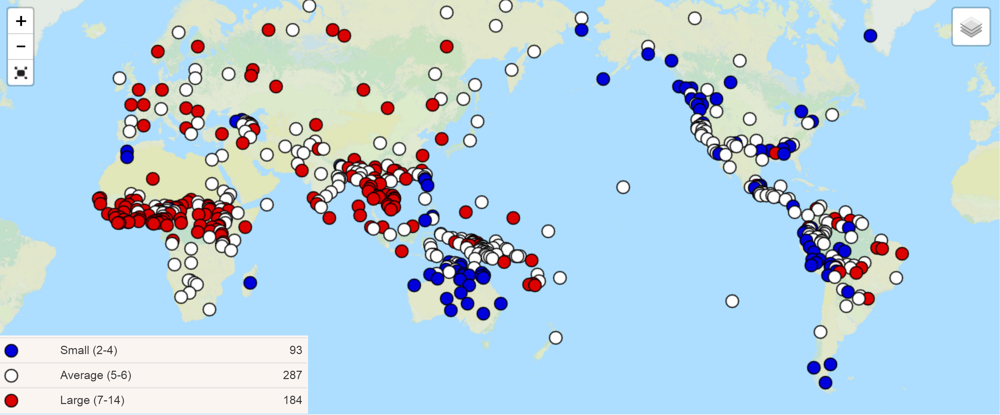 +
−
Small (2-4) 93
Average (5-6) 287
Large (7-14) 184